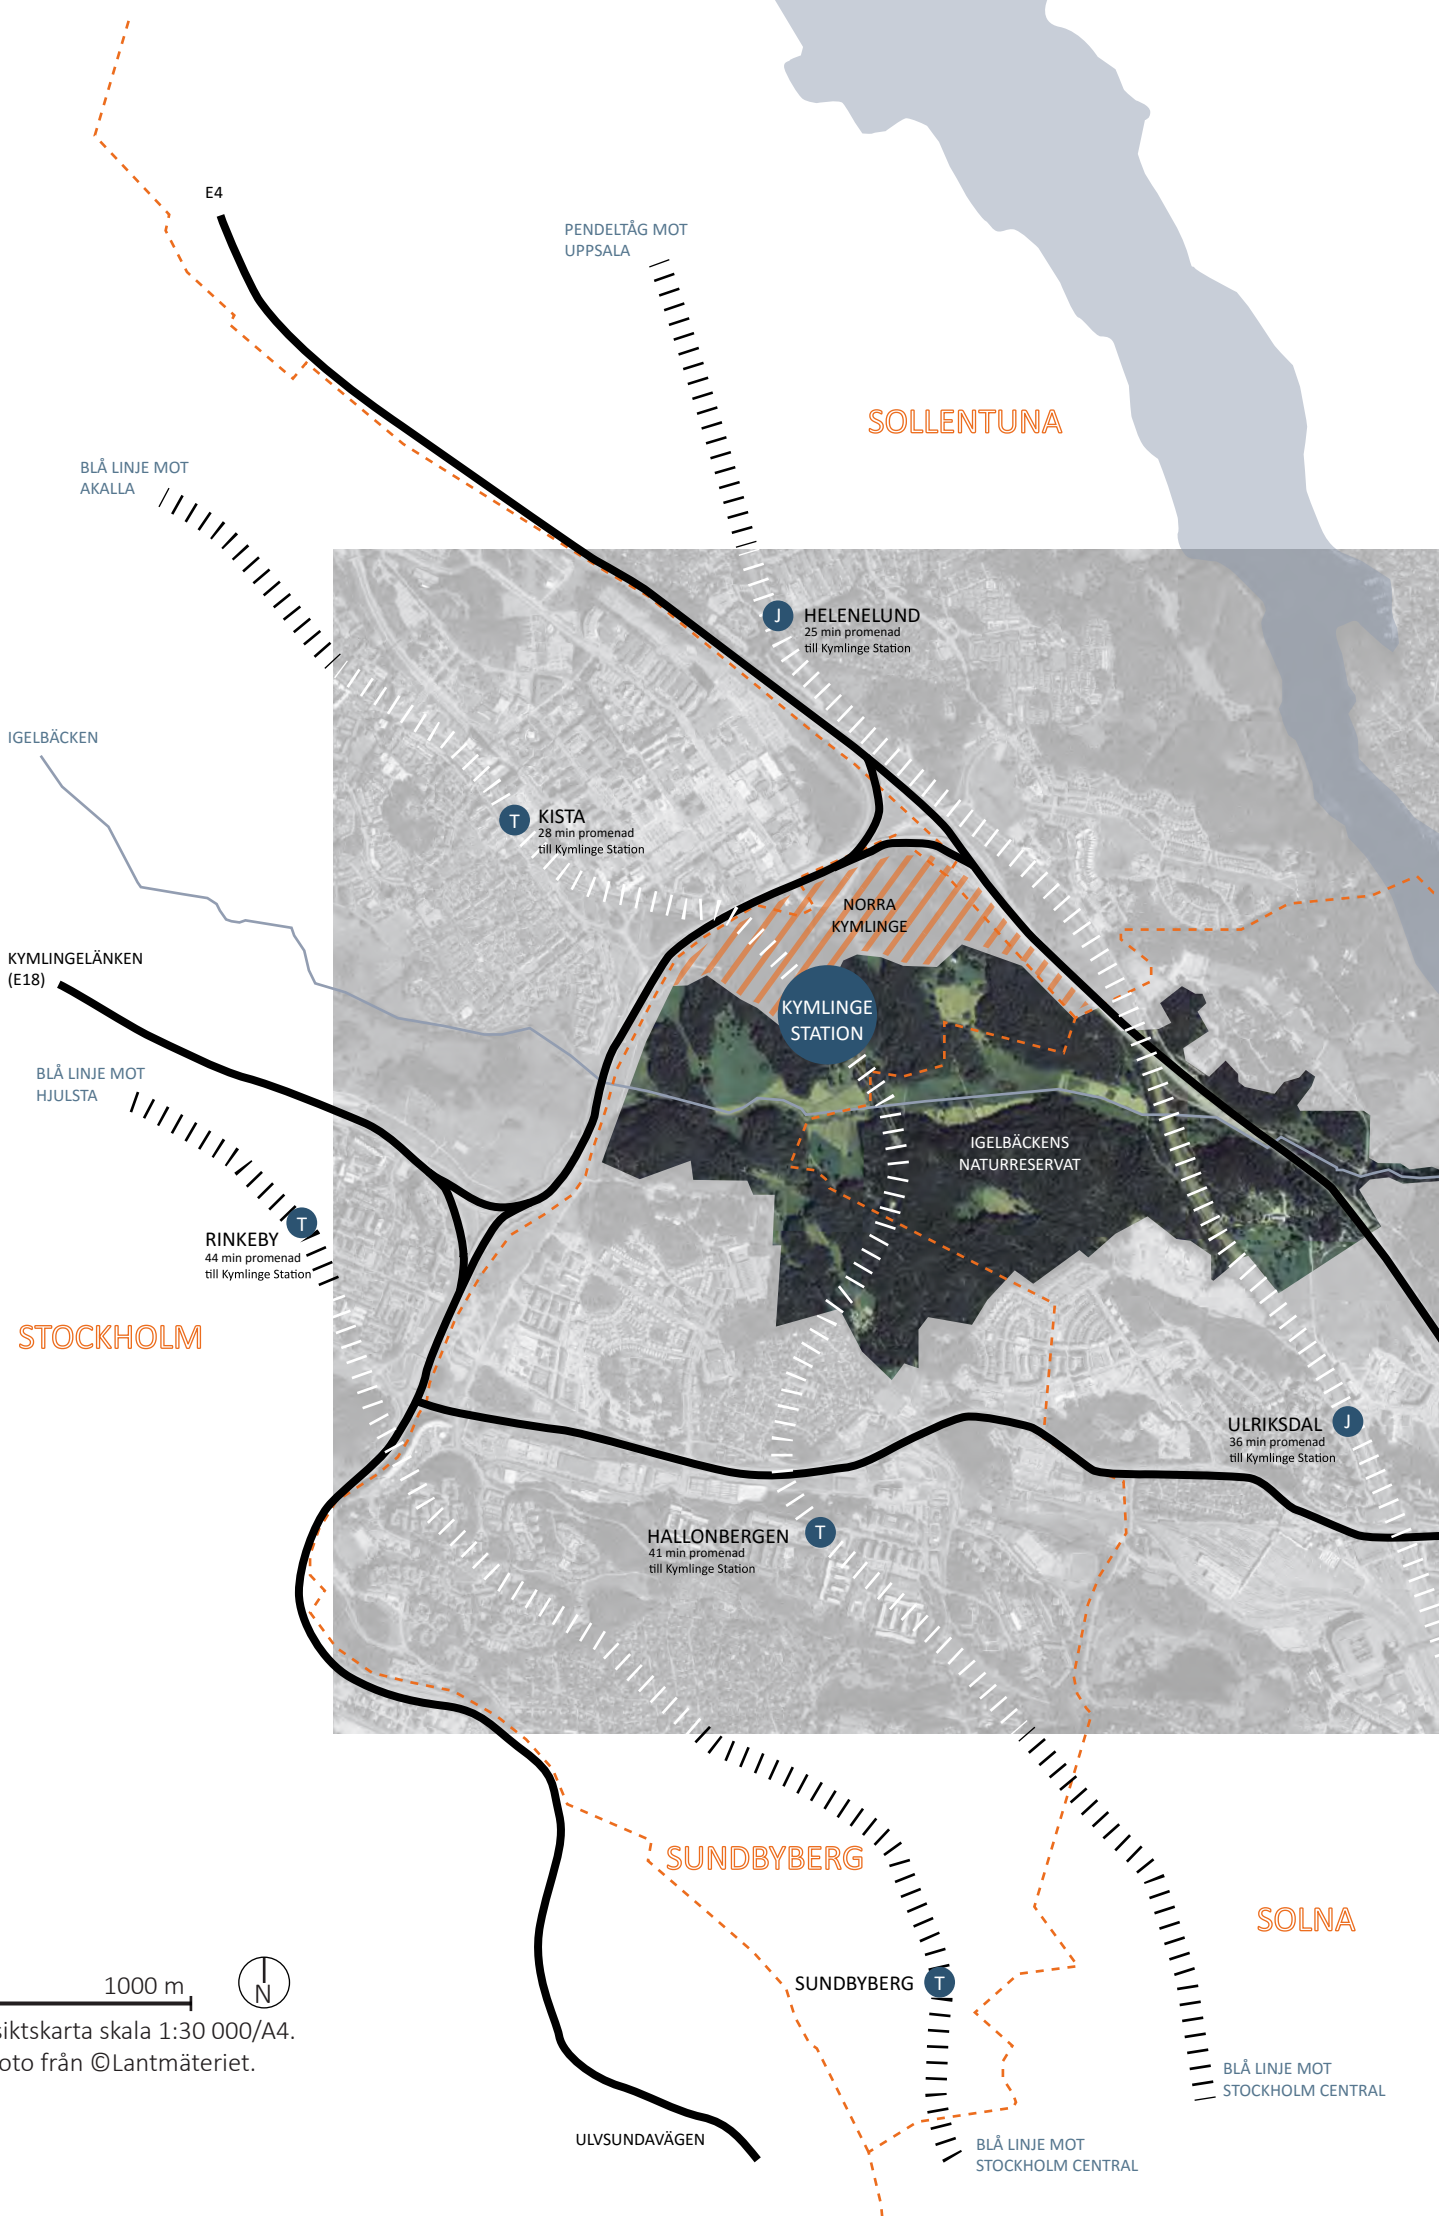 E4
PENDELTÅG MOT
UPPSALA
SOLLENTUNA
BLÅ LINJE MOT
AKALLA
J
HELENELUND
25 min promenad
till Kymlinge Station
IGELBÄCKEN
T
KISTA
28 min promenad
till Kymlinge Station
NORRA
KYMLINGE
KYMLINGELÄNKEN
(E18)
KYMLINGE
STATION
BLÅ LINJE MOT
HJULSTA
IGELBÄCKENS
NATURRESERVAT
T
RINKEBY
44 min promenad
till Kymlinge Station
STOCKHOLM
ULRIKSDAL
J
36 min promenad
till Kymlinge Station
HALLONBERGEN
T
41 min promenad
till Kymlinge Station
SUNDBYBERG
SOLNA
SUNDBYBERG
T
1000 m
N
siktskarta skala 1:30 000/A4.
oto från ©Lantmäteriet.
BLÅ LINJE MOT
STOCKHOLM CENTRAL
ULVSUNDAVÄGEN
BLÅ LINJE MOT
STOCKHOLM CENTRAL